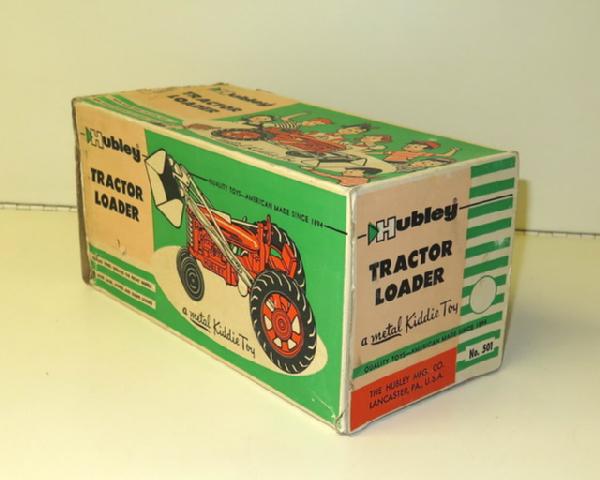 TRACTOR
LOADER
Hubley
TRACTOR
LOADER
QUALITY TOYS—AMERICAN MADE SINCE 1894
a metal Kiddie Toy
Hubley
TRACTOR
LOADER
a metal Kiddie Toy
QUALITY TOYS—AMERICAN MADE SINCE 1894
No. 501
THE HUBLEY MFG. CO.
LANCASTER, PA., U.S.A.